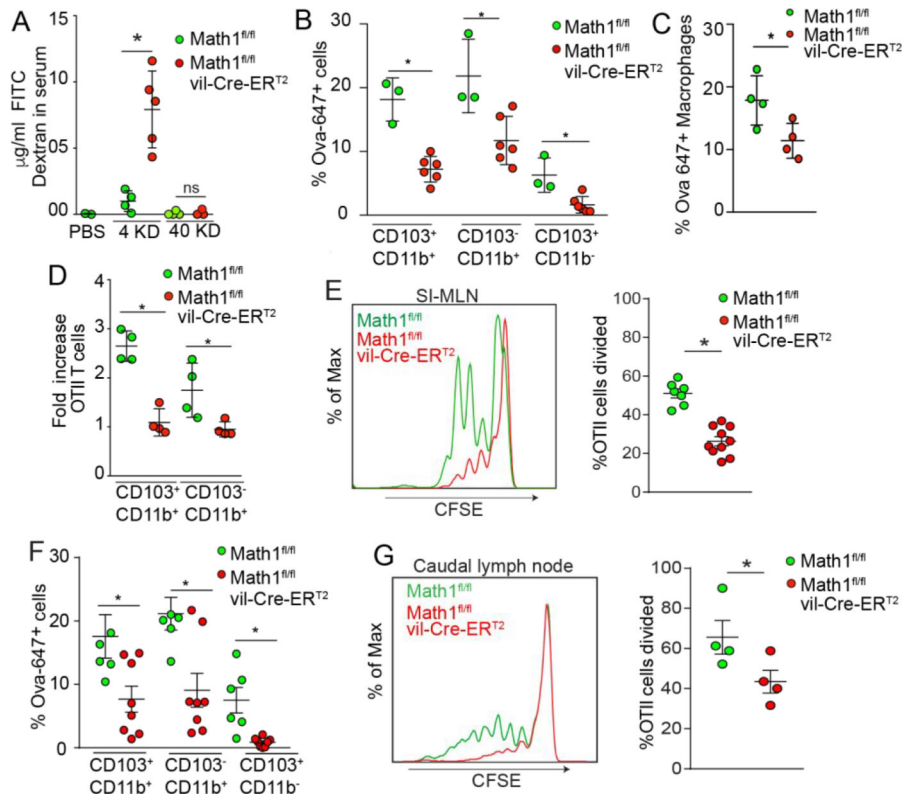 A
Math1fl/fl
Math1fl/fl
vil-Cre-ERT2
µg/ml FITC
Dextran in serum
15
10
05
00
*
ns
PBS
4 KD
40 KD
B
Math1fl/fl
Math1fl/fl
vil-Cre-ERT2
% Ova-647+ cells
30
20
10
0
*
*
*
CD103+
CD11b+
CD103-
CD11b+
CD103+
CD11b-
C
Math1fl/fl
Math1fl/fl
vil-Cre-ERT2
% Ova 647+ Macrophages
30
20
10
0
*
D
Math1fl/fl
Math1fl/fl
vil-Cre-ERT2
Fold increase
OTII T cells
4
3
2
1
0
*
*
CD103+
CD11b+
CD103-
CD11b+
E
SI-MLN
Math1fl/fl
Math1fl/fl
vil-Cre-ERT2
% of Max
CFSE
%OTII cells divided
100
80
60
40
20
0
*
Math1fl/fl
Math1fl/fl
vil-Cre-ERT2
F
Math1fl/fl
Math1fl/fl
vil-Cre-ERT2
% Ova-647+ cells
30
20
10
0
*
*
*
CD103+
CD11b+
CD103-
CD11b+
CD103+
CD11b-
G
Caudal lymph node
Math1fl/fl
Math1fl/fl
vil-Cre-ERT2
% of Max
CFSE
%OTII cells divided
100
80
60
40
20
0
*
Math1fl/fl
Math1fl/fl
vil-Cre-ERT2